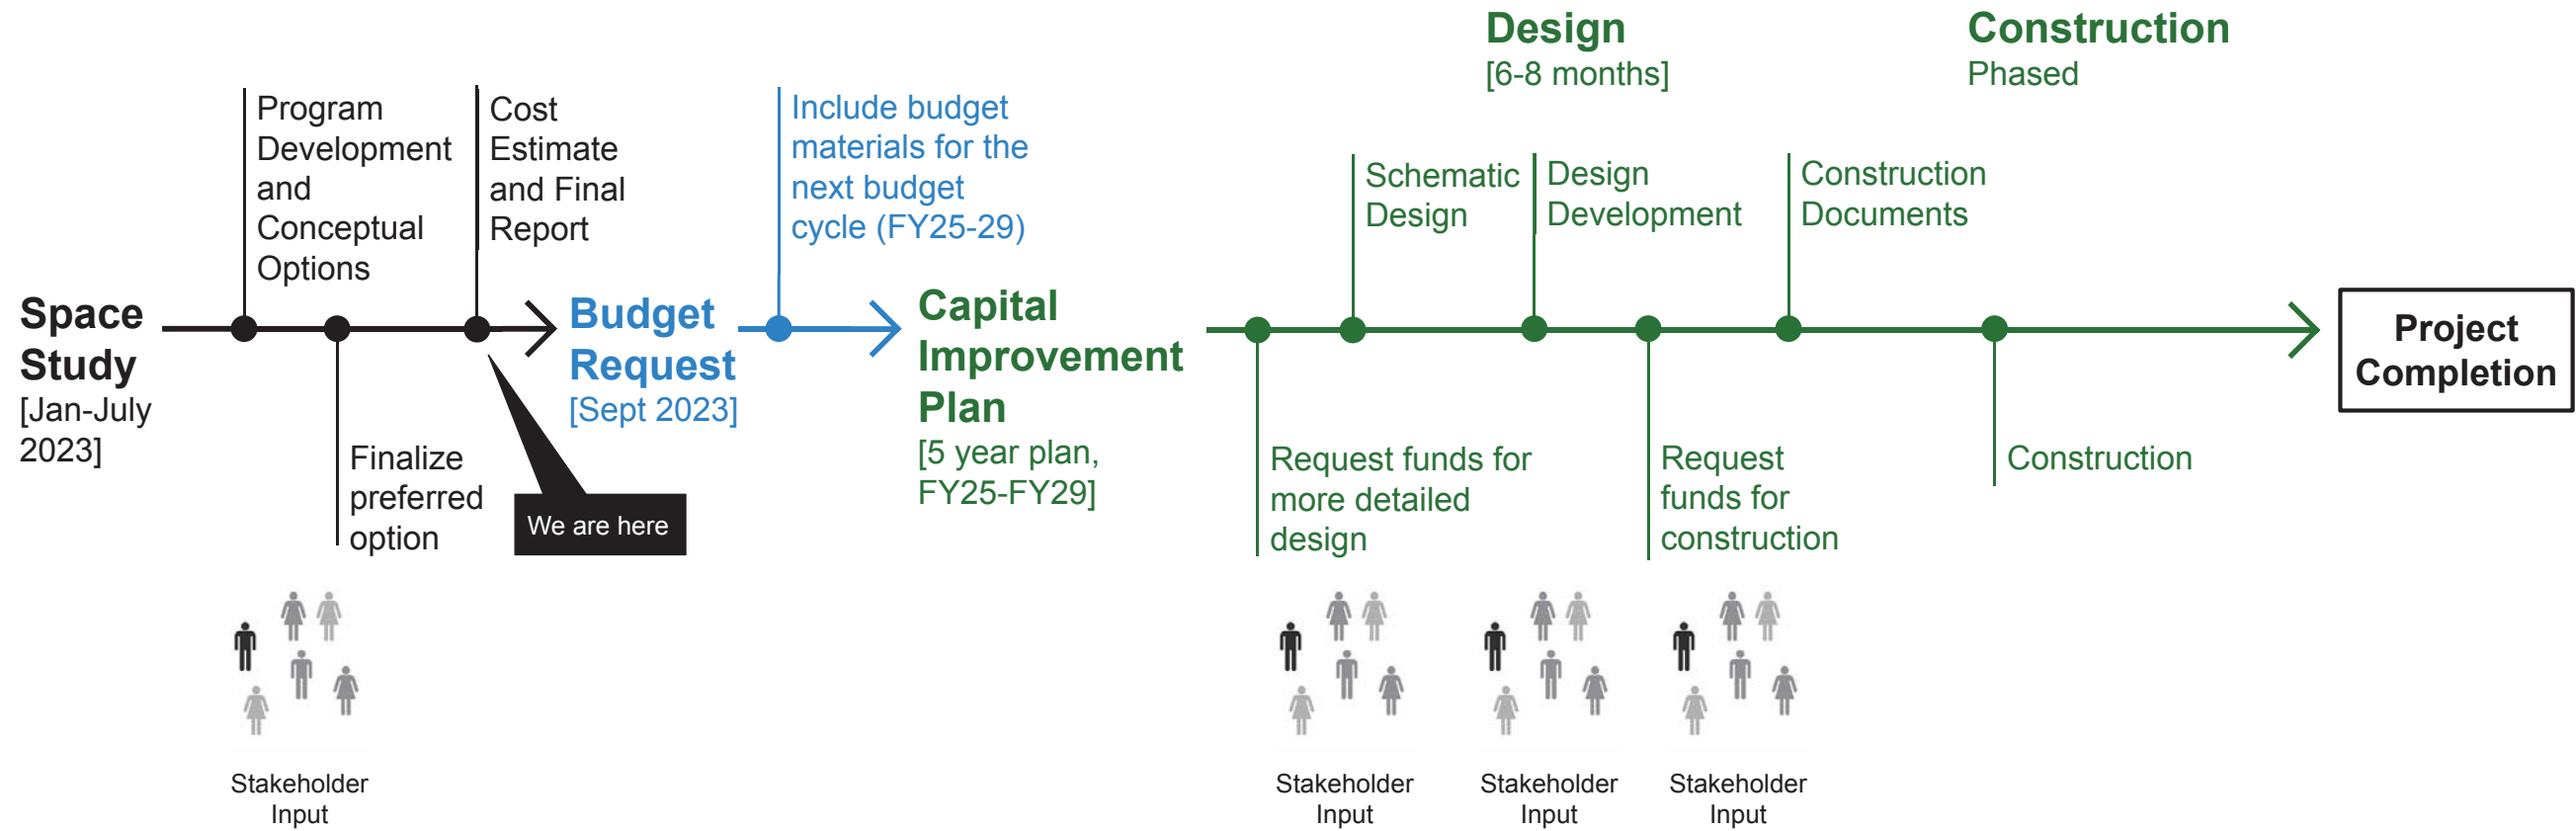 Space
Study
[Jan-July
2023]
Program
Development
and
Conceptual
Options
Finalize
preferred
option
Cost
Estimate
and Final
Report
We are here
Budget
Request
[Sept 2023]
Include budget
materials for the
next budget
cycle (FY25-29)
Capital
Improvement
Plan
[5 year plan,
FY25-FY29]
Design
[6-8 months]
Construction
Phased
Request funds for
more detailed
design
Schematic
Design
Design
Development
Request
funds for
construction
Construction
Documents
Construction
Project
Completion
Stakeholder
Input
Stakeholder
Input
Stakeholder
Input
Stakeholder
Input